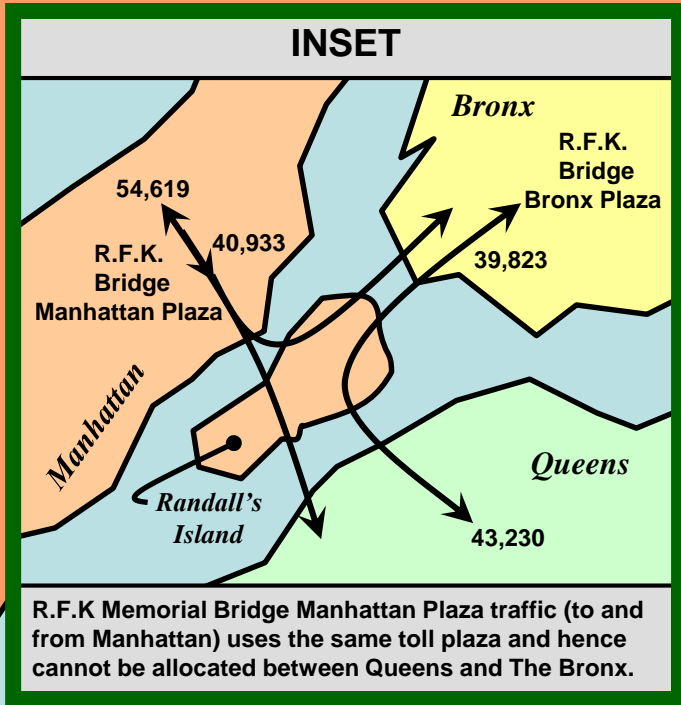 INSET
Bronx
R.F.K.
Bridge
Bronx Plaza
54,619
40,933
39,823
R.F.K.
Bridge
Manhattan Plaza
Manhattan
Queens
Randall's
Island
43,230
R.F.K Memorial Bridge Manhattan Plaza traffic (to and
from Manhattan) uses the same toll plaza and hence
cannot be allocated between Queens and The Bronx.